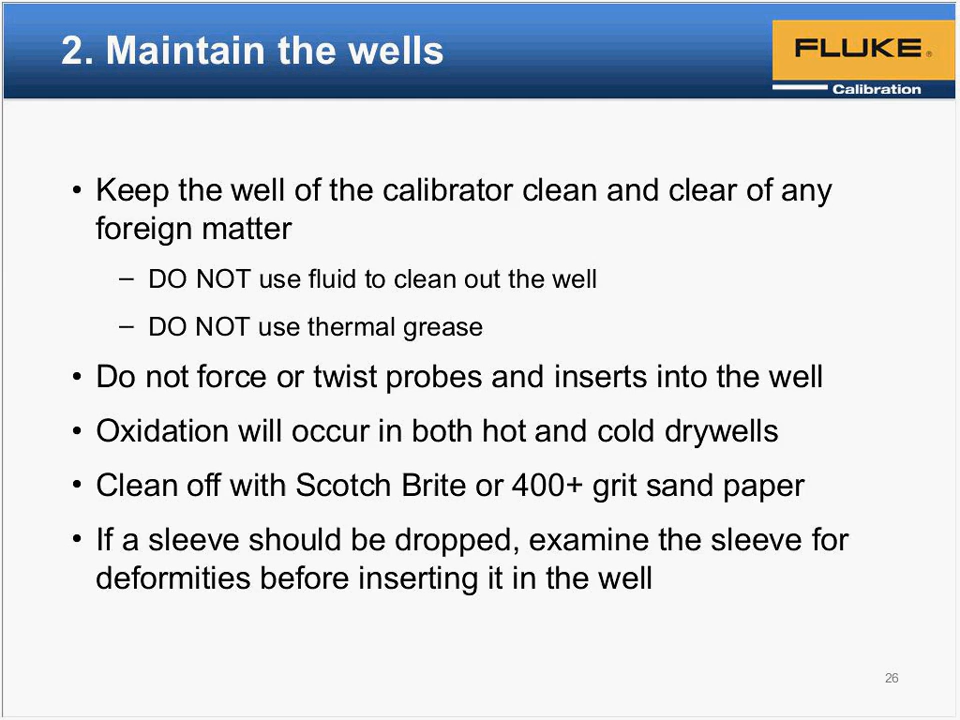 2. Maintain the wells
FLUKE®
Calibration
• Keep the well of the calibrator clean and clear of any
foreign matter
– DO NOT use fluid to clean out the well
– DO NOT use thermal grease
• Do not force or twist probes and inserts into the well
• Oxidation will occur in both hot and cold drywells
• Clean off with Scotch Brite or 400+ grit sand paper
• If a sleeve should be dropped, examine the sleeve for
deformities before inserting it in the well
26